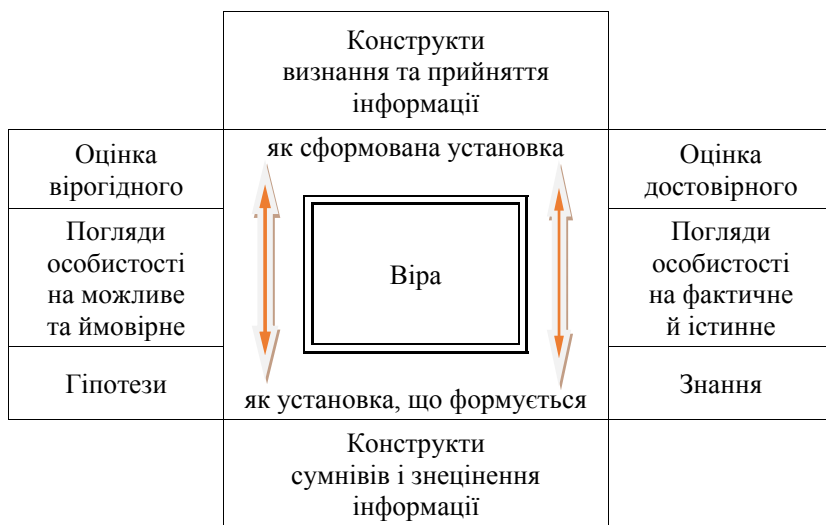 Конструкти
визнання та прийняття
інформації
як сформована установка
Оцінка
вірогідного
Погляди
особистості
на можливе
та ймовірне
Гіпотези
Віра
Оцінка
достовірного
Погляди
особистості
на фактичне
й істинне
Знання
як установка, що формується
Конструкти
сумнівів і знецінення
інформації